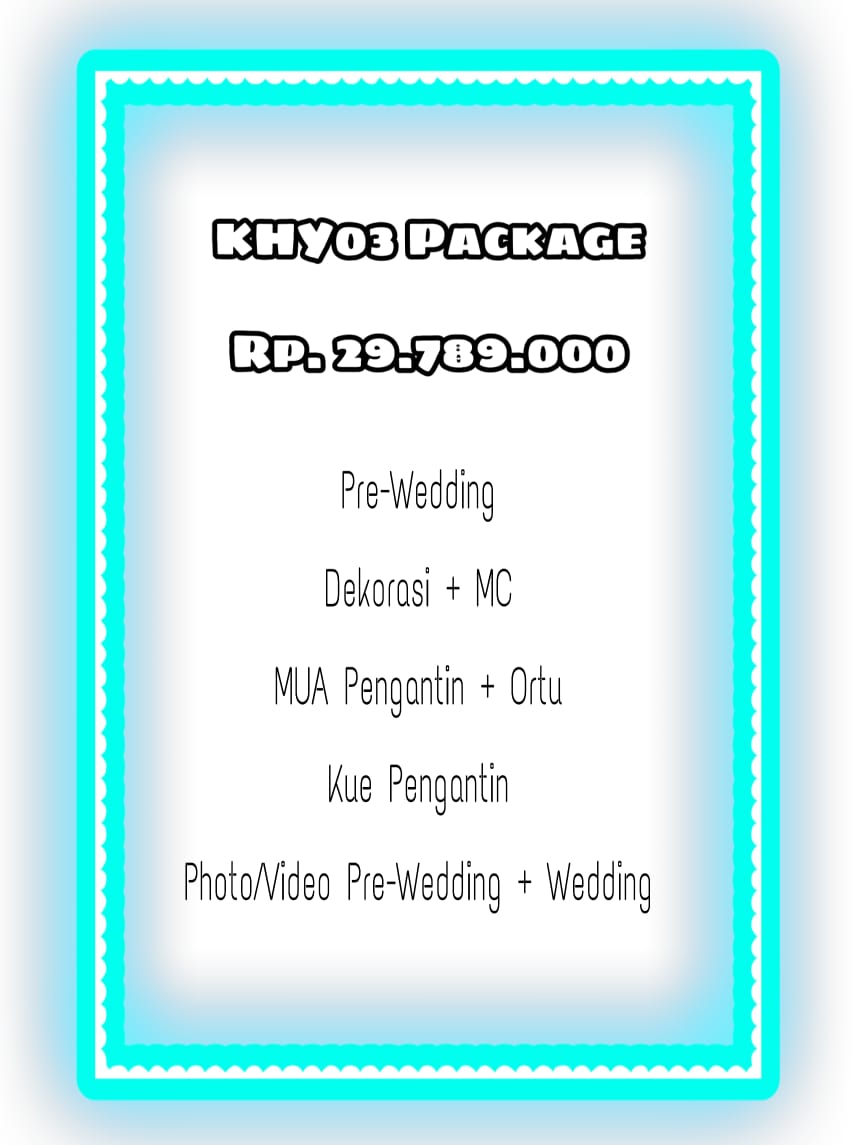 KHY03 Package
Rp. 29.789.000
Pre-Wedding
Dekorasi + MC
MUA Pengantin + Ortu
Kue Pengantin
Photo/Video Pre-Wedding + Wedding